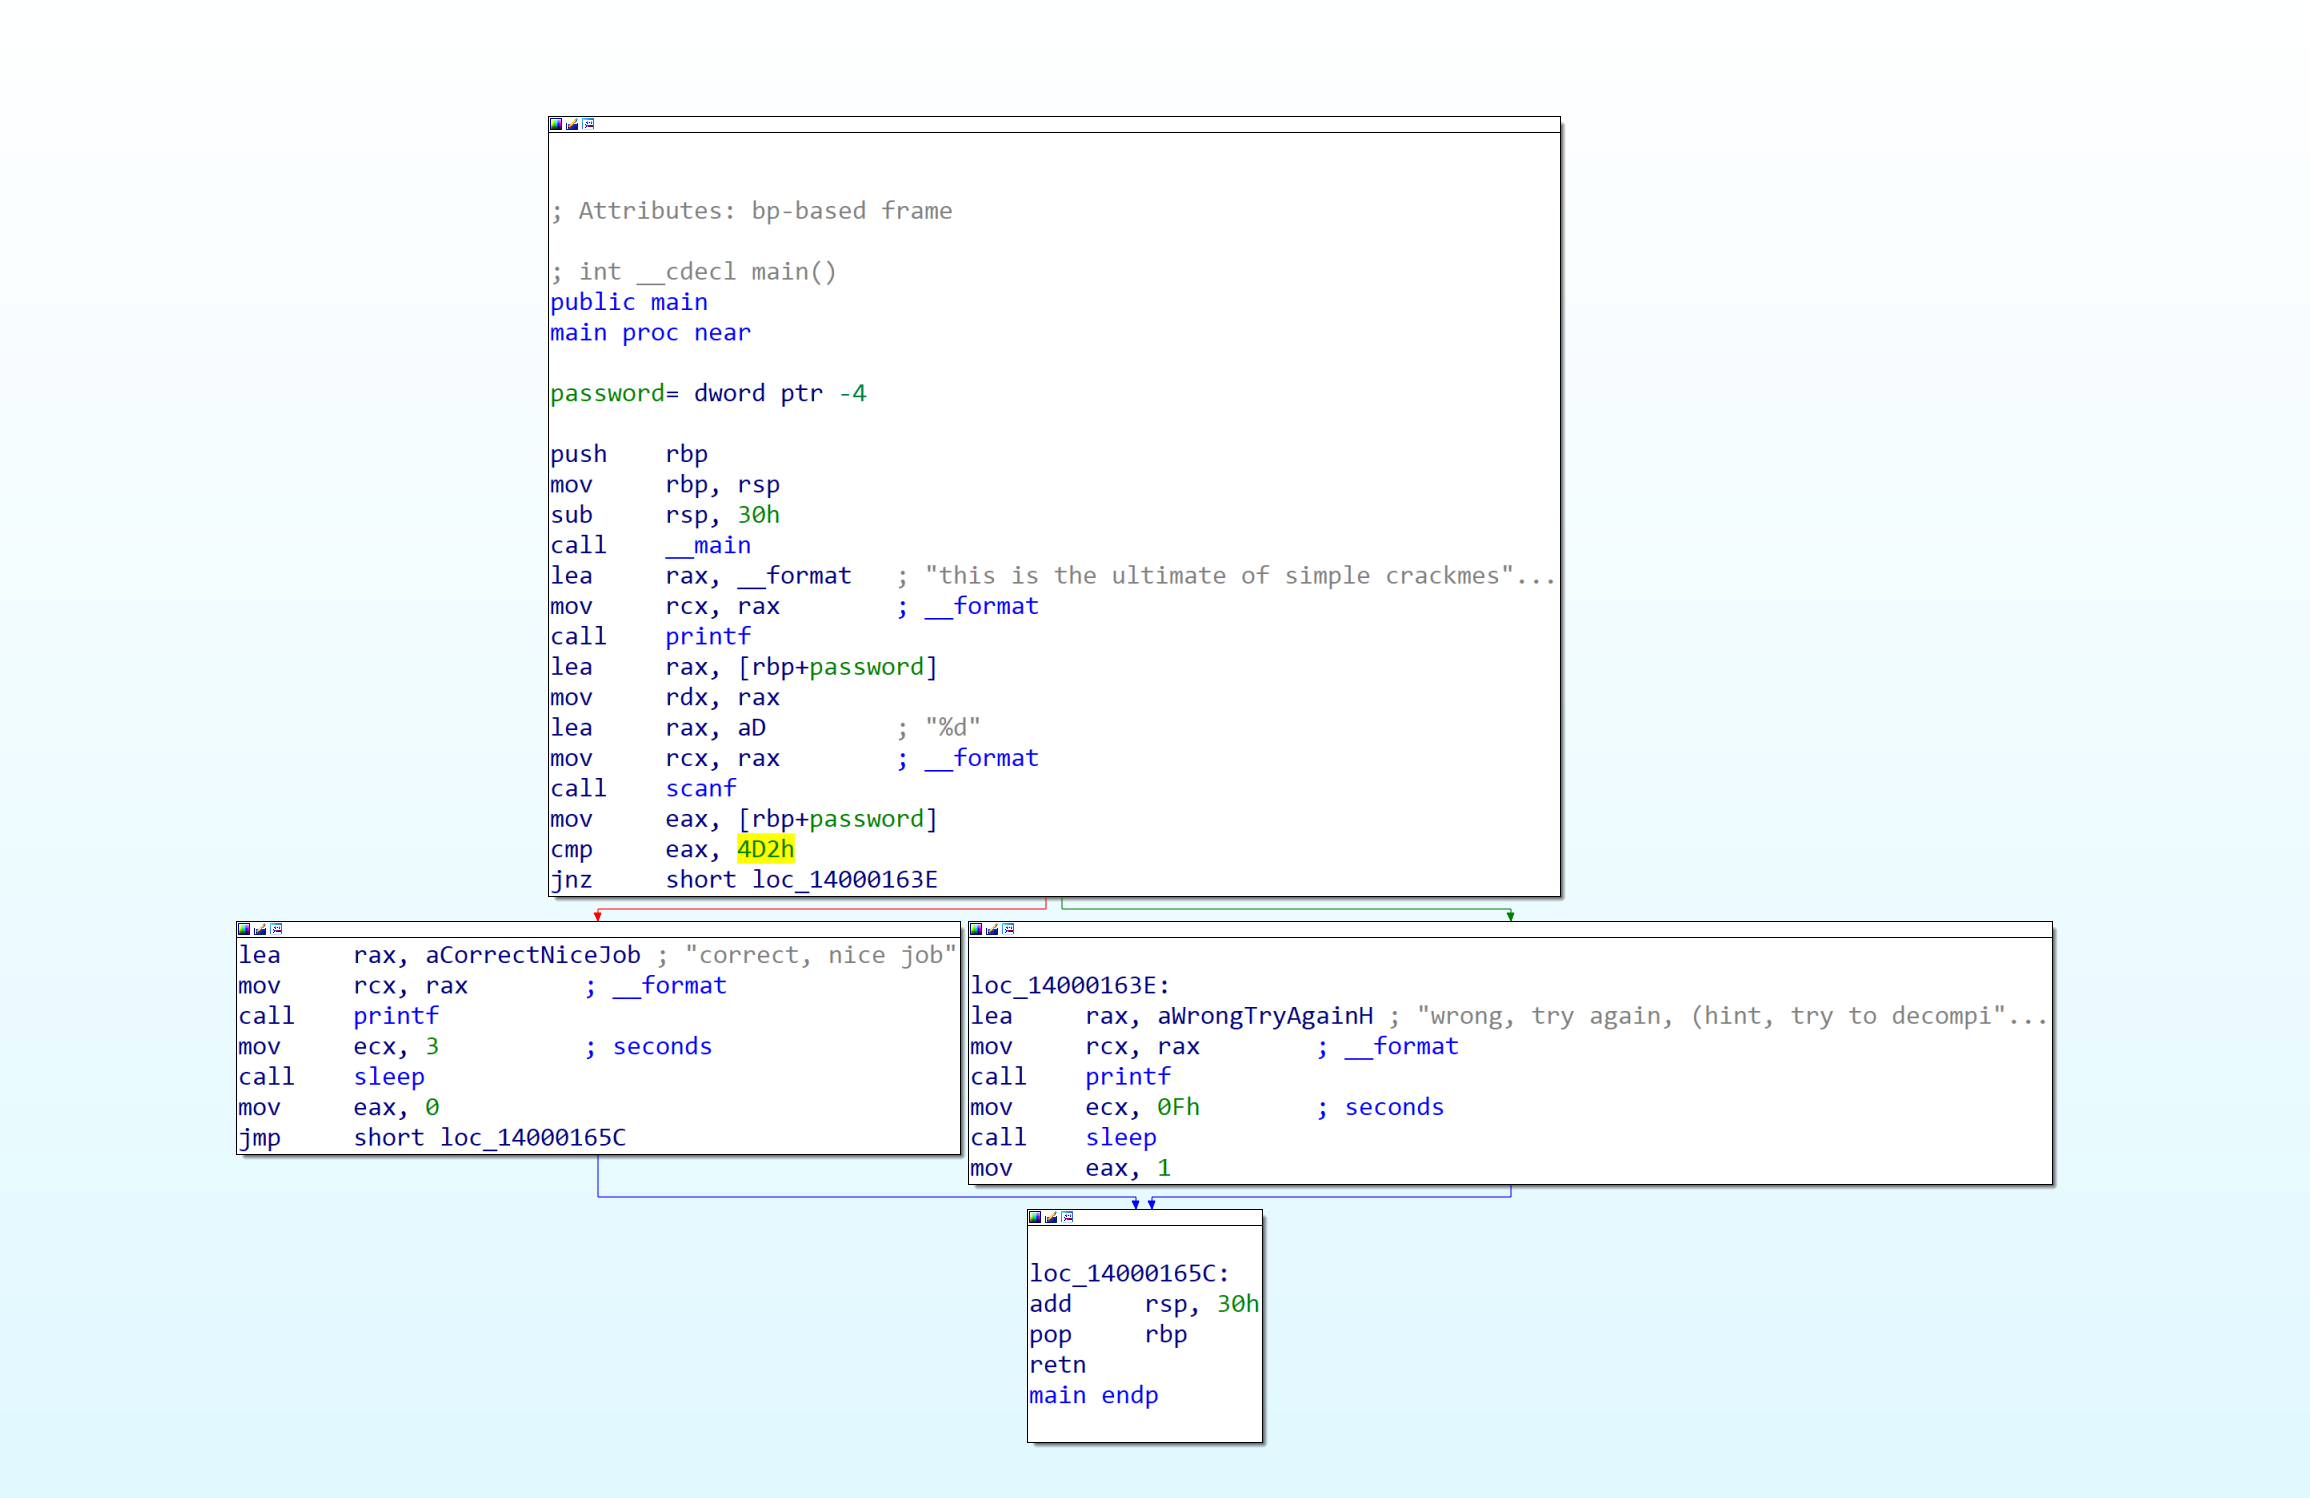 ; Attributes: bp-based frame
; int __cdecl main()
public main
main proc near
password= dword ptr -4
push    rbp
mov     rbp, rsp
sub     rsp, 30h
call    __main
lea     rax, __format   ; "this is the ultimate of simple crackmes"...
mov     rcx, rax        ; __format
call    printf
lea     rax, [rbp+password]
mov     rdx, rax
lea     rax, aD         ; "%d"
mov     rcx, rax        ; __format
call    scanf
mov     eax, [rbp+password]
cmp     eax, 4D2h
jnz     short loc_14000163E
lea     rax, aCorrectNiceJob ; "correct, nice job"
mov     rcx, rax        ; __format
call    printf
mov     ecx, 3          ; seconds
call    sleep
mov     eax, 0
jmp     short loc_14000165C
loc_14000163E:
lea     rax, aWrongTryAgainH ; "wrong, try again, (hint, try to decompi"...
mov     rcx, rax        ; __format
call    printf
mov     ecx, 0Fh        ; seconds
call    sleep
mov     eax, 1
loc_14000165C:
add     rsp, 30h
pop     rbp
retn
main endp